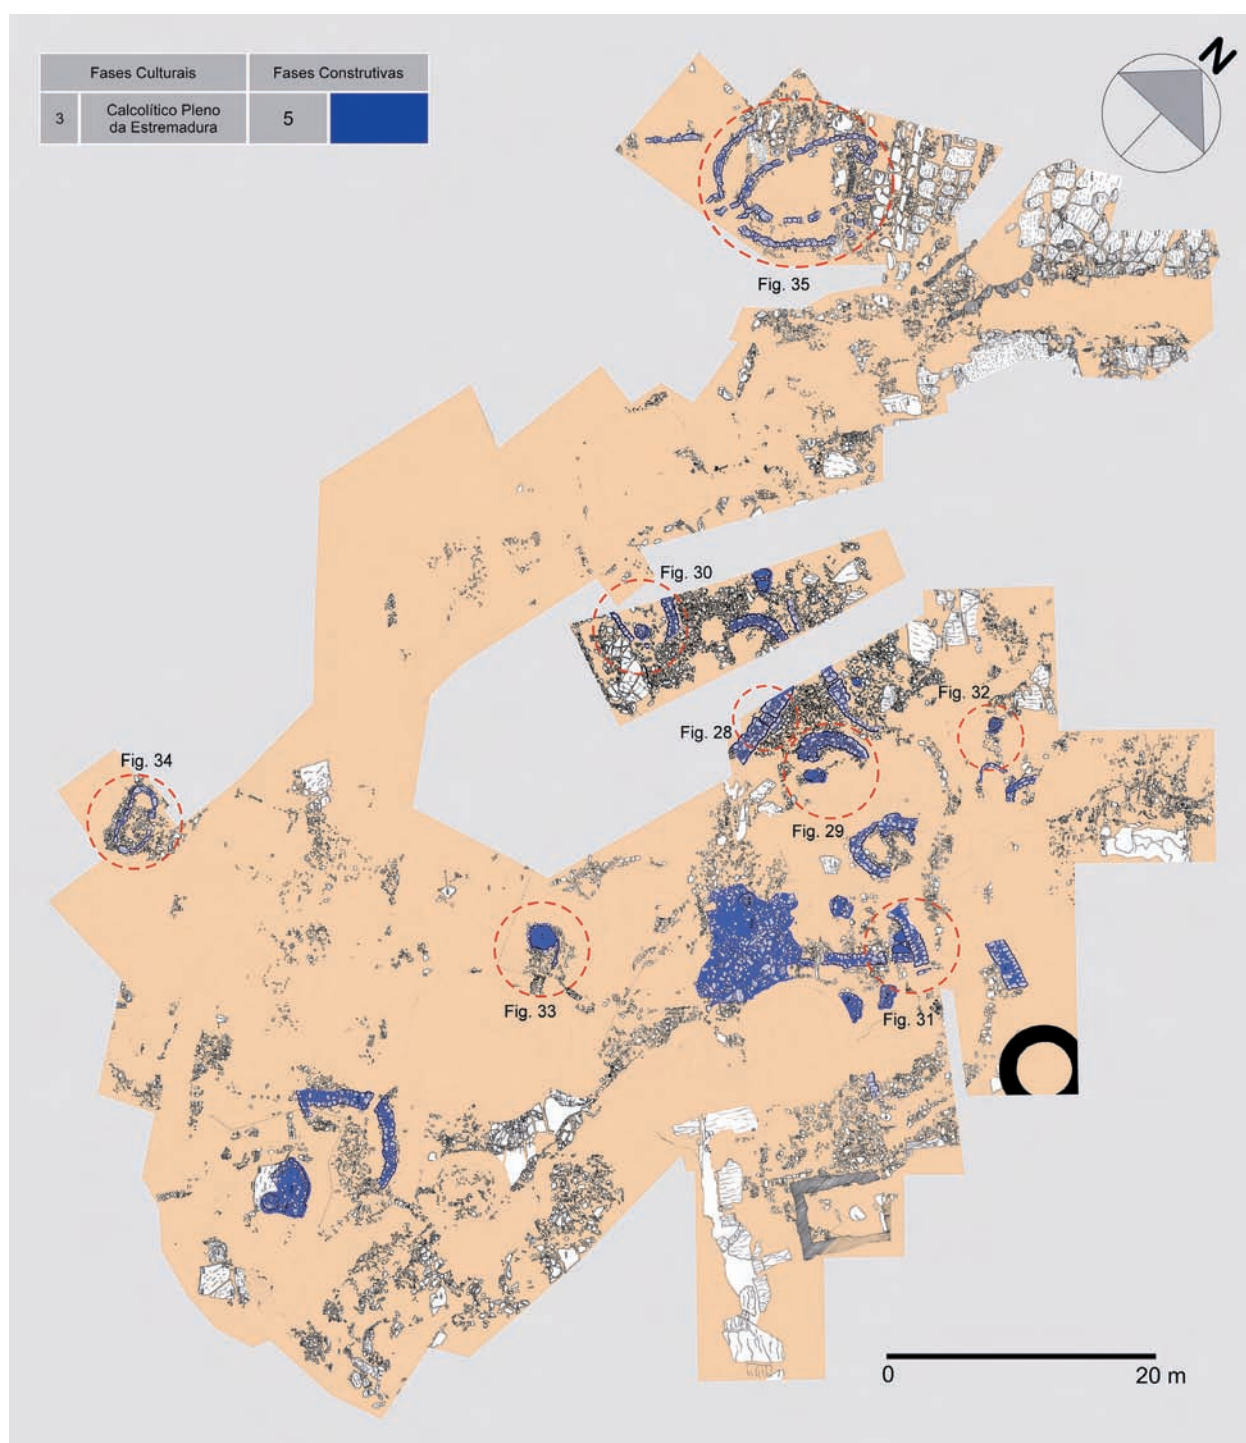 Fases Culturais Fases Construtivas
3 Calcolítico Pleno
da Estremadura 5
N
Fig. 35
Fig. 30
Fig. 32
Fig. 28
Fig. 34
Fig. 29
Fig. 33
Fig. 31
0 20 m